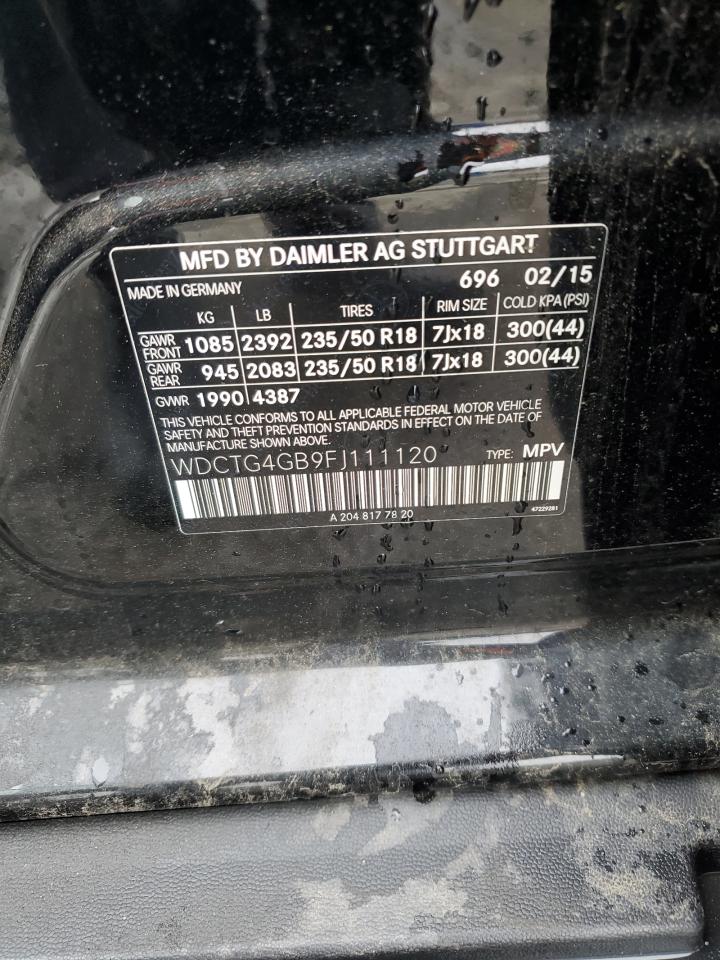 MFD BY DAIMLER AG STUTTGART
696 02/15
MADE IN GERMANY
KG LB TIRES RIM SIZE COLD KPA (PSI)
GAWR FRONT 1085 2392 235/50 R18 7Jx18 300(44)
GAWR REAR 945 2083 235/50 R18 7Jx18 300(44)
GVWR 1990 4387
THIS VEHICLE CONFORMS TO ALL APPLICABLE FEDERAL MOTOR VEHICLE
SAFETY AND THEFT PREVENTION STANDARDS IN EFFECT ON THE DATE OF
MANUFACTURE SHOWN ABOVE.
WDCTG4GB9FJ111120 TYPE: MPV
A 204 817 78 20 47229281